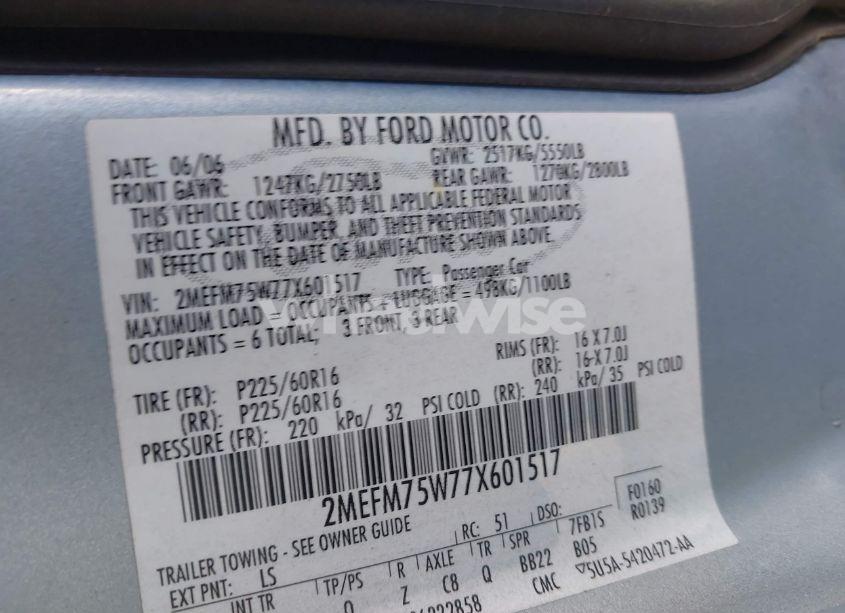 MFD. BY FORD MOTOR CO.
DATE: 06/06 GVWR: 2517KG/5550LB
FRONT GAWR: 1247KG/2750LB REAR GAWR: 1270KG/2800LB
THIS VEHICLE CONFORMS TO ALL APPLICABLE FEDERAL MOTOR
VEHICLE SAFETY, BUMPER, AND THEFT PREVENTION STANDARDS
IN EFFECT ON THE DATE OF MANUFACTURE SHOWN ABOVE.
VIN: 2MEFM75W77X601517 TYPE: Passenger Car
MAXIMUM LOAD = OCCUPANTS + LUGGAGE = 498KG/1100LB
OCCUPANTS = 6 TOTAL; 3 FRONT, 3 REAR
RIMS (FR): 16 X 7.0J
TIRE (FR): P225/60R16 (RR): 16 X 7.0J
(RR): P225/60R16
PRESSURE (FR): 220 kPa/ 32 PSI COLD (RR): 240 kPa/ 35 PSI COLD
2MEFM75W77X601517
TRAILER TOWING - SEE OWNER GUIDE RC: 51 DSO: F0160
R0139
EXT PNT: LS TP/PS R AXLE TR SPR 7FB1S
INT TR O Z C8 Q BB22 B05
CMC 5U5A-5420472-AA